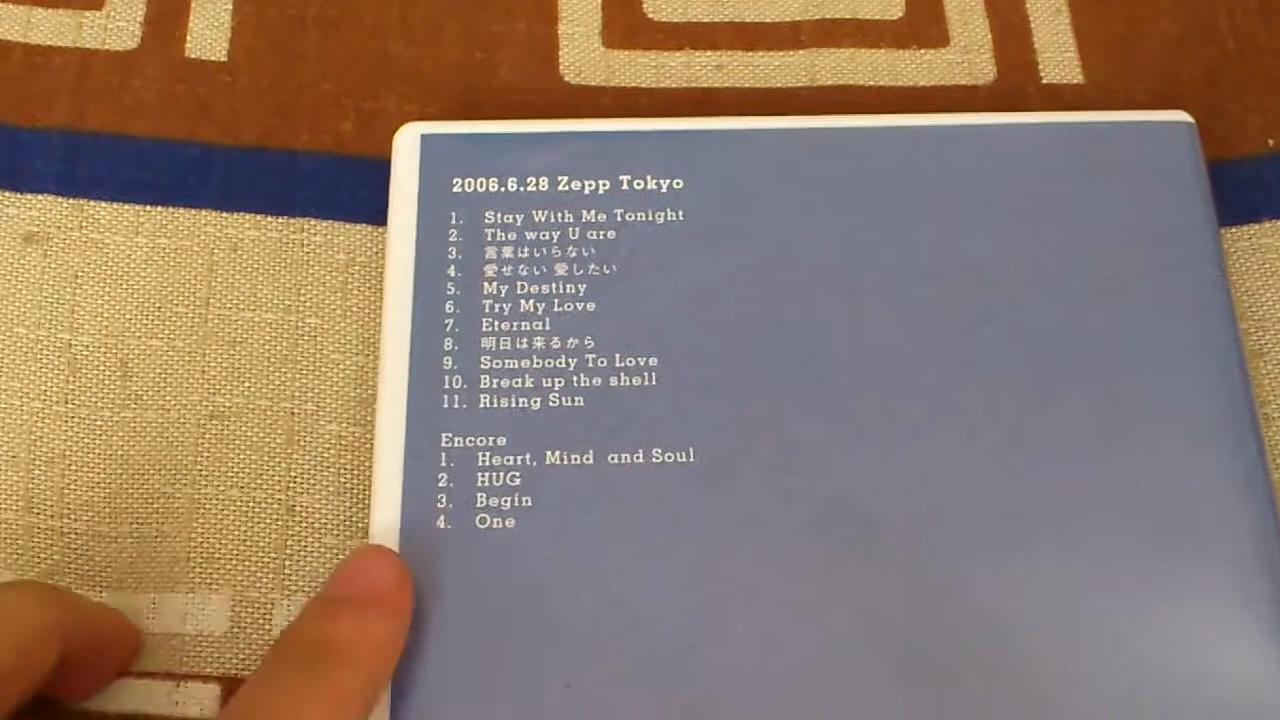 2006.6.28 Zepp Tokyo
1. Stay With Me Tonight
2. The way U are
3. 言葉はいらない
4. 愛せない 愛したい
5. My Destiny
6. Try My Love
7. Eternal
8. 明日は来るから
9. Somebody To Love
10. Break up the shell
11. Rising Sun
Encore
1. Heart, Mind and Soul
2. HUG
3. Begin
4. One